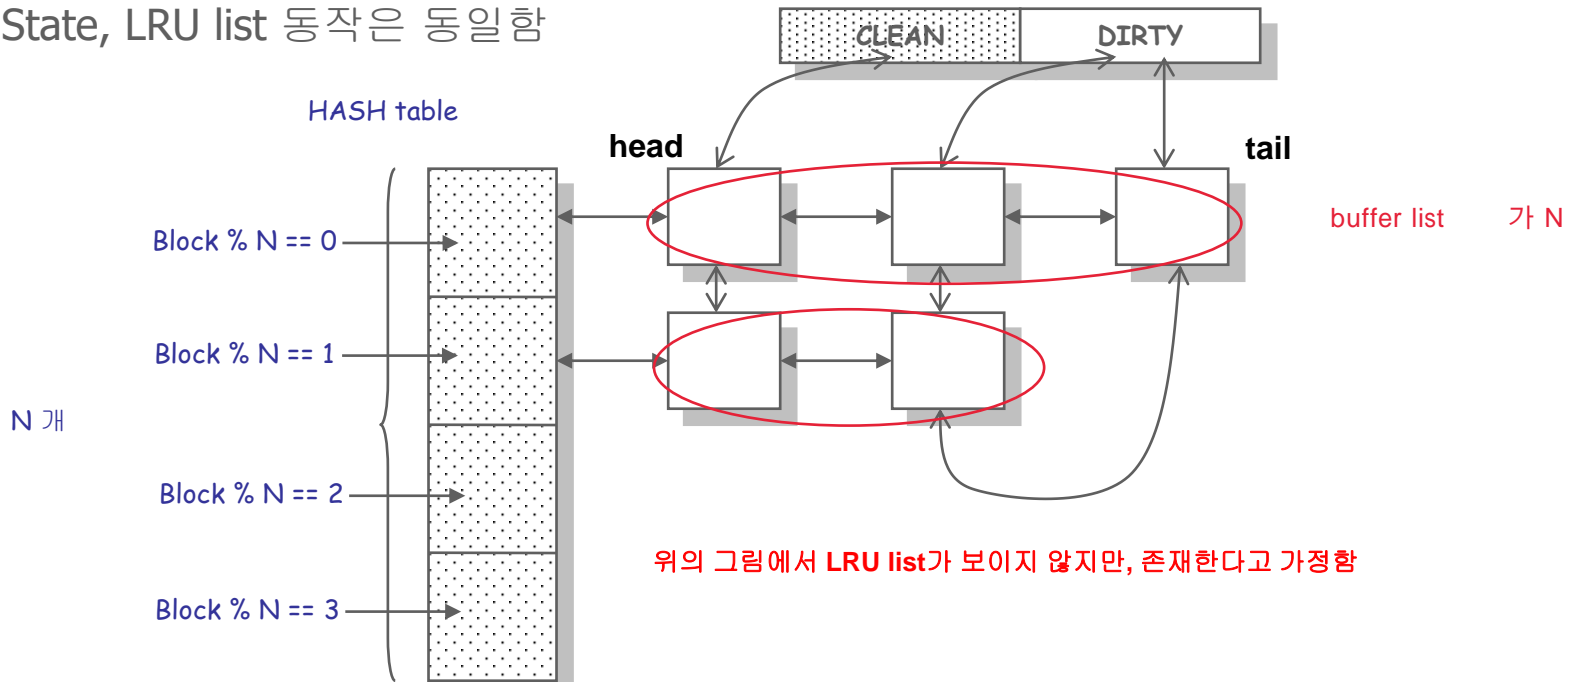 State, LRU list 동작은 동일함
CLEAN
DIRTY
HASH table
head
tail
Block % N == 0
buffer list 가 N
Block % N == 1
N 개
Block % N == 2
위의 그림에서 LRU list가 보이지 않지만, 존재한다고 가정함
Block % N == 3